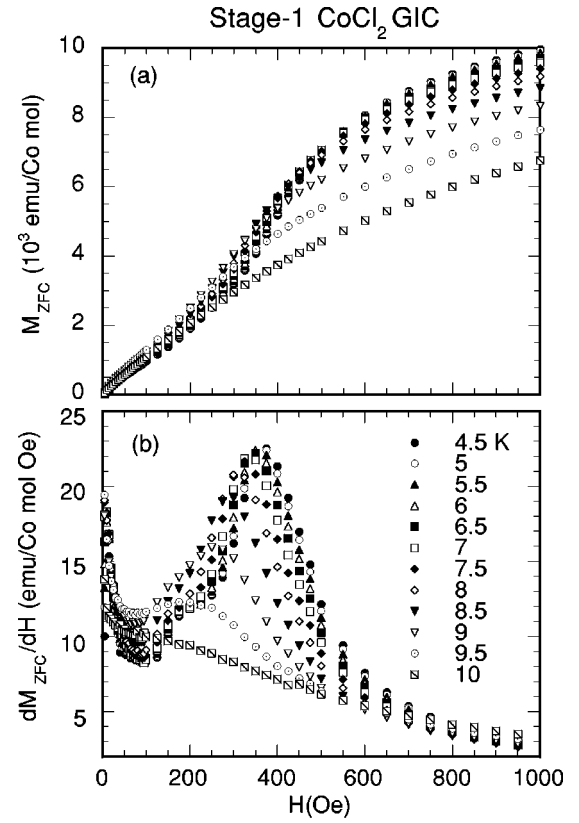 Stage-1 CoCl₂ GIC
(a)
M_ZFC (10³ emu/Co mol)
10
8
6
4
2
0
(b)
dM_ZFC/dH (emu/Co mol Oe)
25
20
15
10
5
4.5 K
5
5.5
6
6.5
7
7.5
8
8.5
9
9.5
10
0 200 400 600 800 1000
H(Oe)